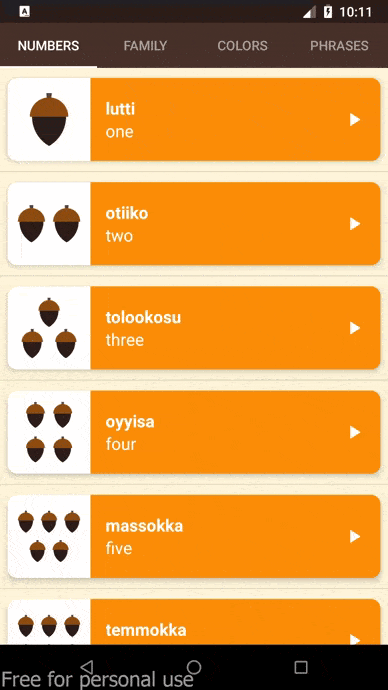 10:11
NUMBERS FAMILY COLORS PHRASES
lutti
one
otiiko
two
tolookosu
three
oyyisa
four
massokka
five
temmokka
Free for personal use